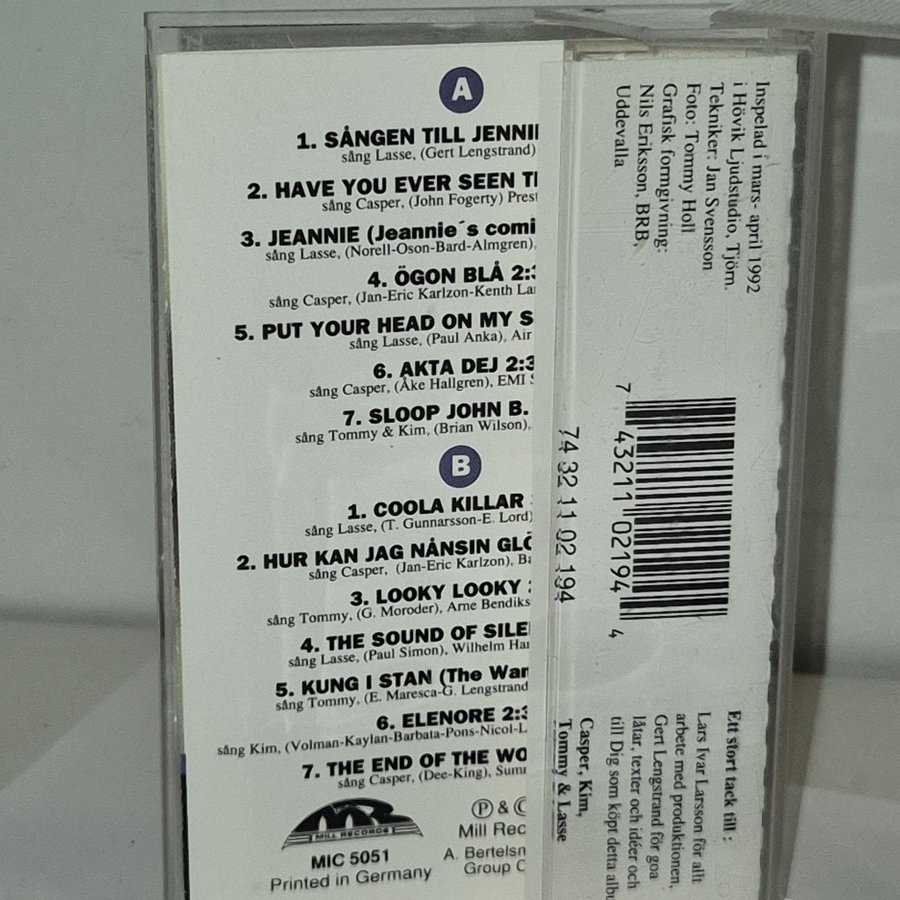 A
1. SÅNGEN TILL JENNI
sång Lasse, (Gert Lengstrand)
2. HAVE YOU EVER SEEN T
sång Casper, (John Fogerty) Prest
3. JEANNIE (Jeannie´s comi
sång Lasse, (Norell-Oson-Bard-Almgren),
4. ÖGON BLÅ 2:3
sång Casper, (Jan-Eric Karlzon-Kenth La
5. PUT YOUR HEAD ON MY S
sång Lasse, (Paul Anka), Air
6. AKTA DEJ 2:3
sång Casper, (Åke Hallgren), EMI
7. SLOOP JOHN B.
sång Tommy & Kim, (Brian Wilson),
B
1. COOLA KILLAR
sång Lasse, (T. Gunnarsson-E. Lord)
2. HUR KAN JAG NÅNSIN GLÖ
sång Casper, (Jan-Eric Karlzon), Ba
3. LOOKY LOOKY
sång Tommy, (G. Moroder), Arne Bendiks
4. THE SOUND OF SILE
sång Lasse, (Paul Simon), Wilhelm Han
5. KUNG I STAN (The Wan
sång Tommy, (E. Maresca-G. Lengstrand
6. ELENORE 2:3
sång Kim, (Volman-Kaylan-Barbata-Pons-Nicol-L
7. THE END OF THE WO
sång Casper, (Dee-King), Summ
MR
MILL RECORDS
MIC 5051
Printed in Germany
℗ & ©
Mill Rec
A. Bertelsm
Group C
Inspelad i mars- april 1992
i Hövik Ljudstudio, Tjörn.
Tekniker: Jan Svensson
Foto: Tommy Holl
Grafisk formgivning:
Nils Eriksson, BRB,
Uddevalla
7 43211 02194 4
74 32 11 02 194
Ett stort tack till :
Lars Ivar Larsson för allt
arbete med produktionen,
Gert Lengstrand för goa
låtar, texter och idéer och
till Dig som köpt detta albu
Casper, Kim,
Tommy & Lasse